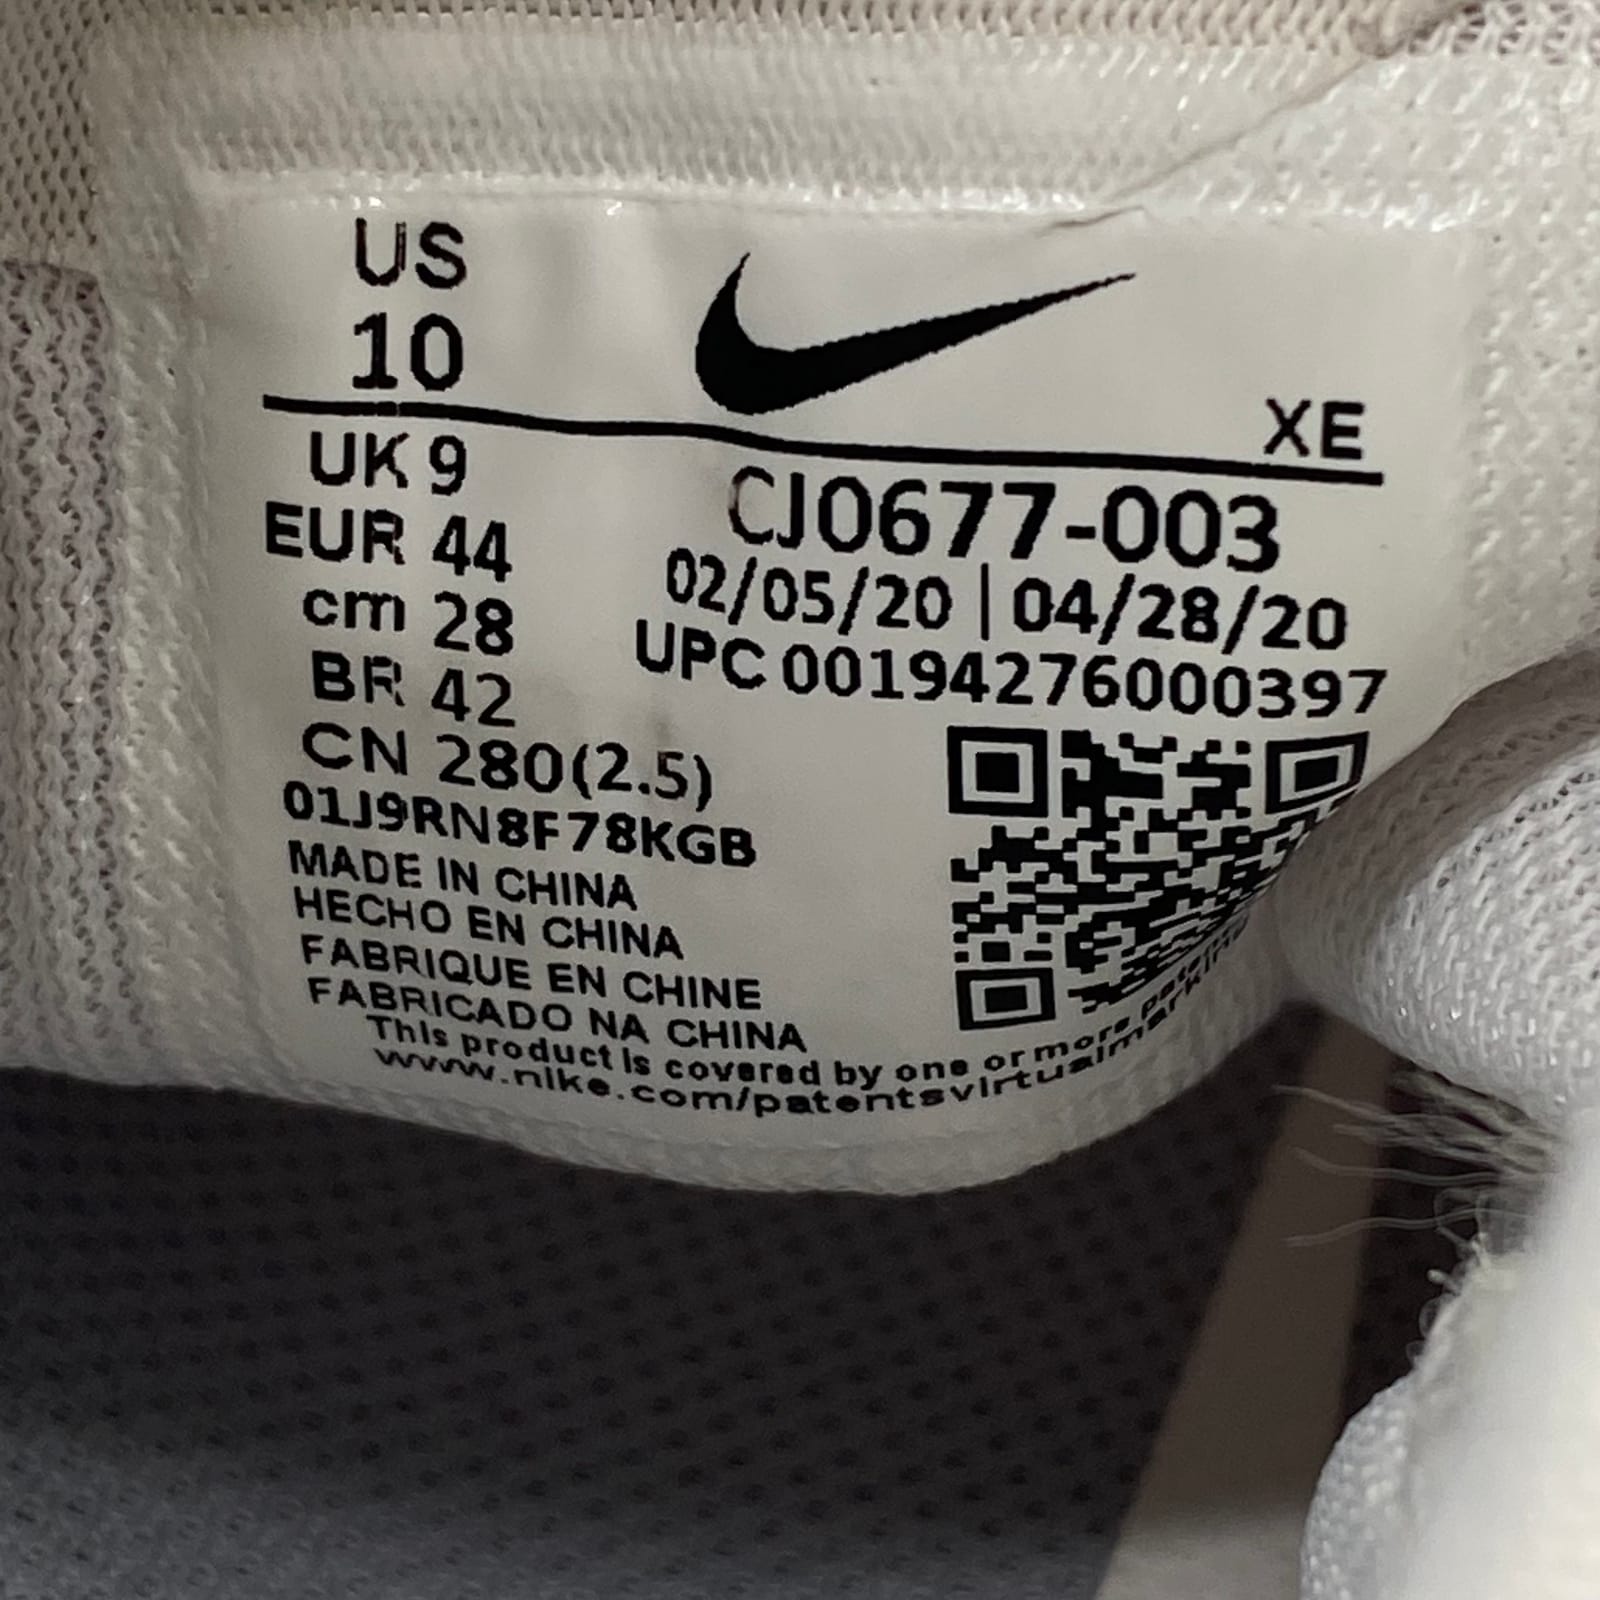 US
10
XE
UK 9
EUR 44
cm 28
BR 42
CN 280(2.5)
01J9RN8F78KGB
CJ0677-003
02/05/20 | 04/28/20
UPC 00194276000397
MADE IN CHINA
HECHO EN CHINA
FABRIQUE EN CHINE
FABRICADO NA CHINA
This product is covered by one or more
www.nike.com/patentsvirtualmarking